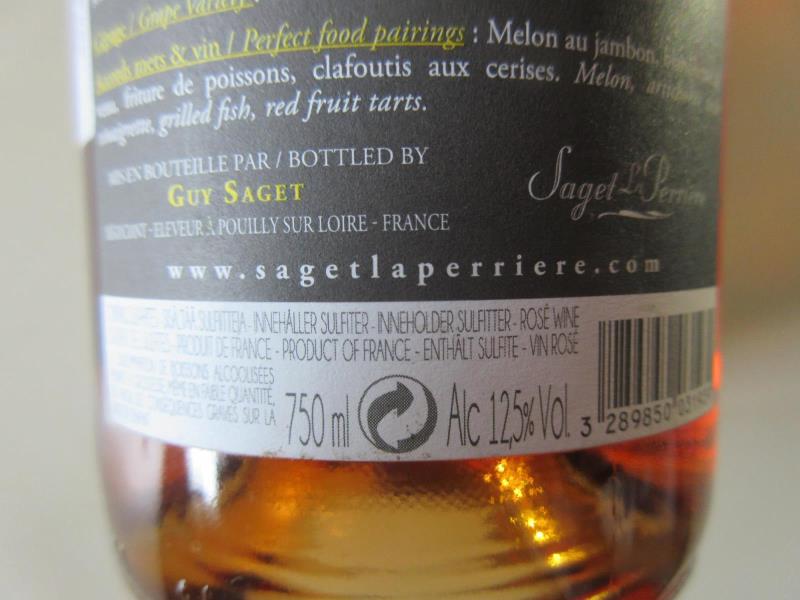 Cépage / Grape Variety
Accords mets & vin / Perfect food pairings : Melon au jambon,
friture de poissons, clafoutis aux cerises. Melon,
vinaigrette, grilled fish, red fruit tarts.
MIS EN BOUTEILLE PAR / BOTTLED BY
GUY SAGET
NÉGOCIANT - ELEVEUR À POUILLY SUR LOIRE - FRANCE
Saget La Perrière
www.sagetlaperriere.com
SISÄLTÄÄ SULFIITTEJA - INNEHÅLLER SULFITER - INNEHOLDER SULFITTER - ROSÉ WINE
PRODUIT DE FRANCE - PRODUCT OF FRANCE - ENTHÄLT SULFITE - VIN ROSÉ
DE BOISSONS ALCOOLISÉES
MÊME EN FAIBLE QUANTITÉ,
CONSÉQUENCES GRAVES SUR LA
750 ml
Alc 12,5% Vol.
3 289850